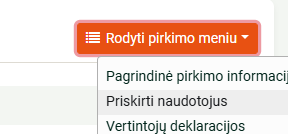 Rodyti pirkimo meniu
Pagrindinė pirkimo informacij
Priskirti naudotojus
Vertintojų deklaracijos